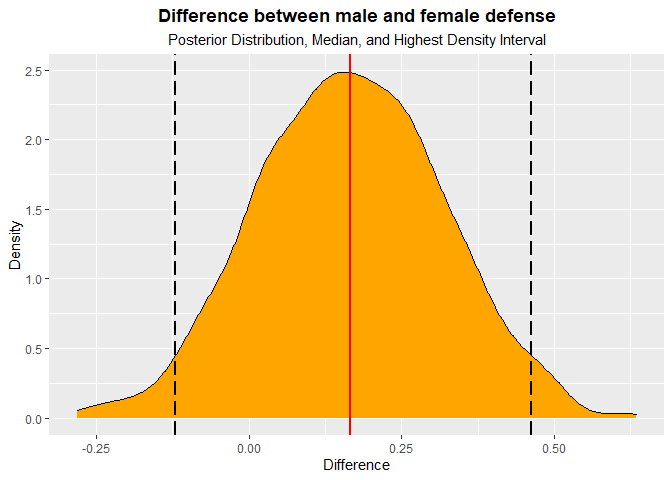 Difference between male and female defense
Posterior Distribution, Median, and Highest Density Interval
2.5
2.0
1.5
1.0
0.5
0.0
Density
-0.25 0.00 0.25 0.50
Difference